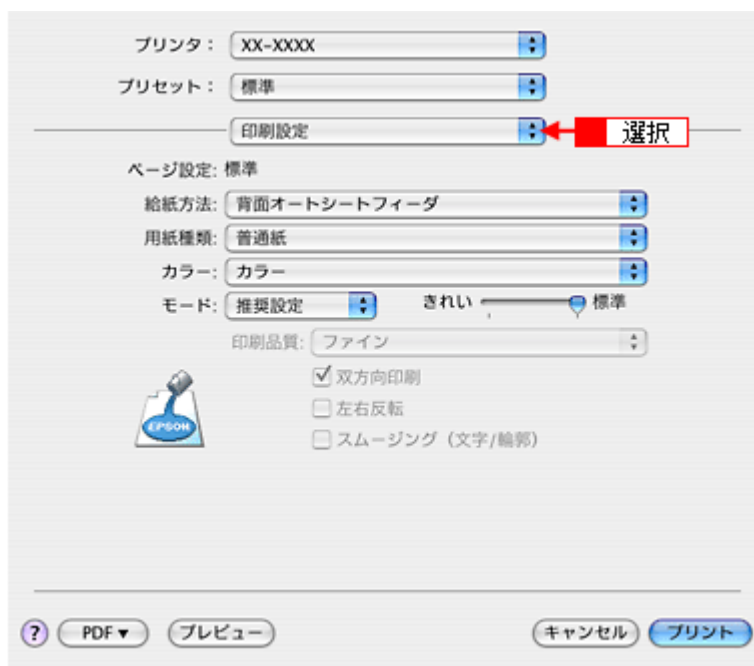 プリンタ： XX-XXXX
プリセット： 標準
印刷設定 選択
ページ設定: 標準
給紙方法: 背面オートシートフィーダ
用紙種類: 普通紙
カラー: カラー
モード: 推奨設定 きれい 標準
印刷品質: ファイン
双方向印刷
左右反転
スムージング（文字/輪郭）
EPSON
? PDF▼ プレビュー キャンセル プリント